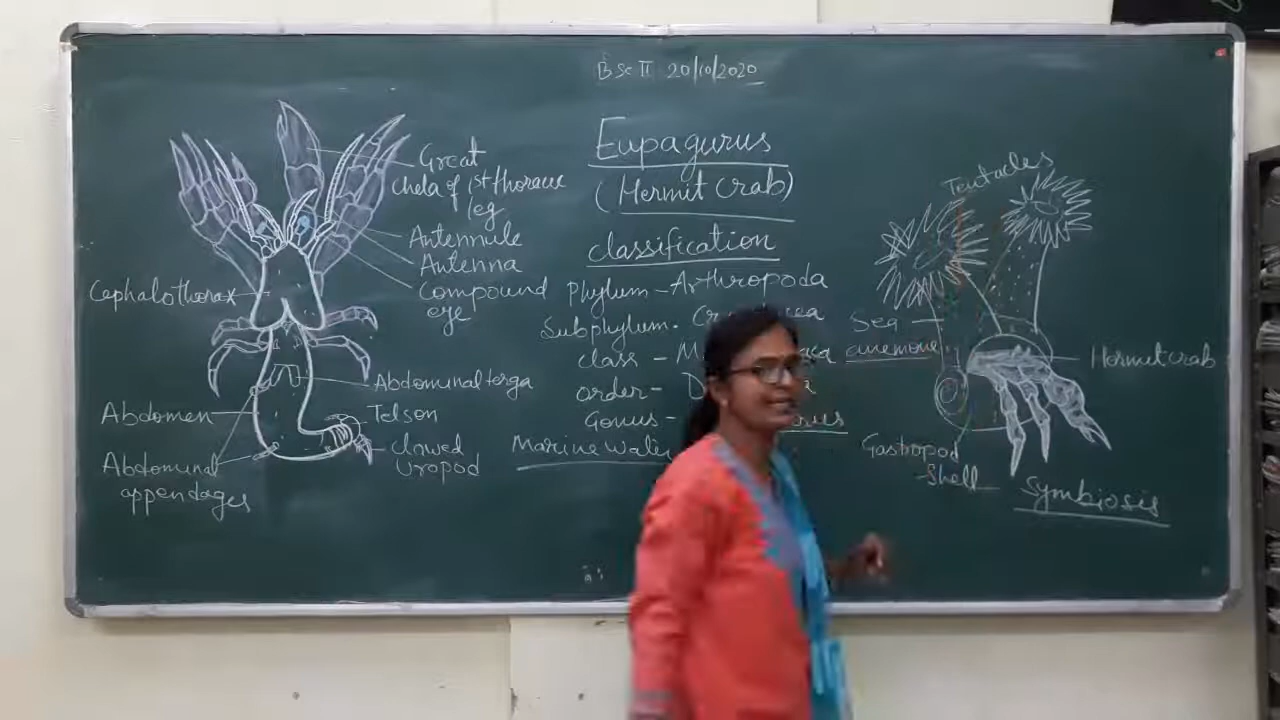 BSc II 20/10/2020
Eupagurus
(Hermit Crab)
Classification
Phylum - Arthropoda
Subphylum.
Class -
Order -
Genus -
Marine Water
Great
Chela of 1st thoracic
leg
Antennule
Antenna
Compound
eye
Cephalothorax
Abdominal terga
Telson
Clawed
Uropod
Abdomen
Abdominal
appendages
Tentacles
Sea
anemone
Hermit crab
Gastropod
Shell
Symbiosis